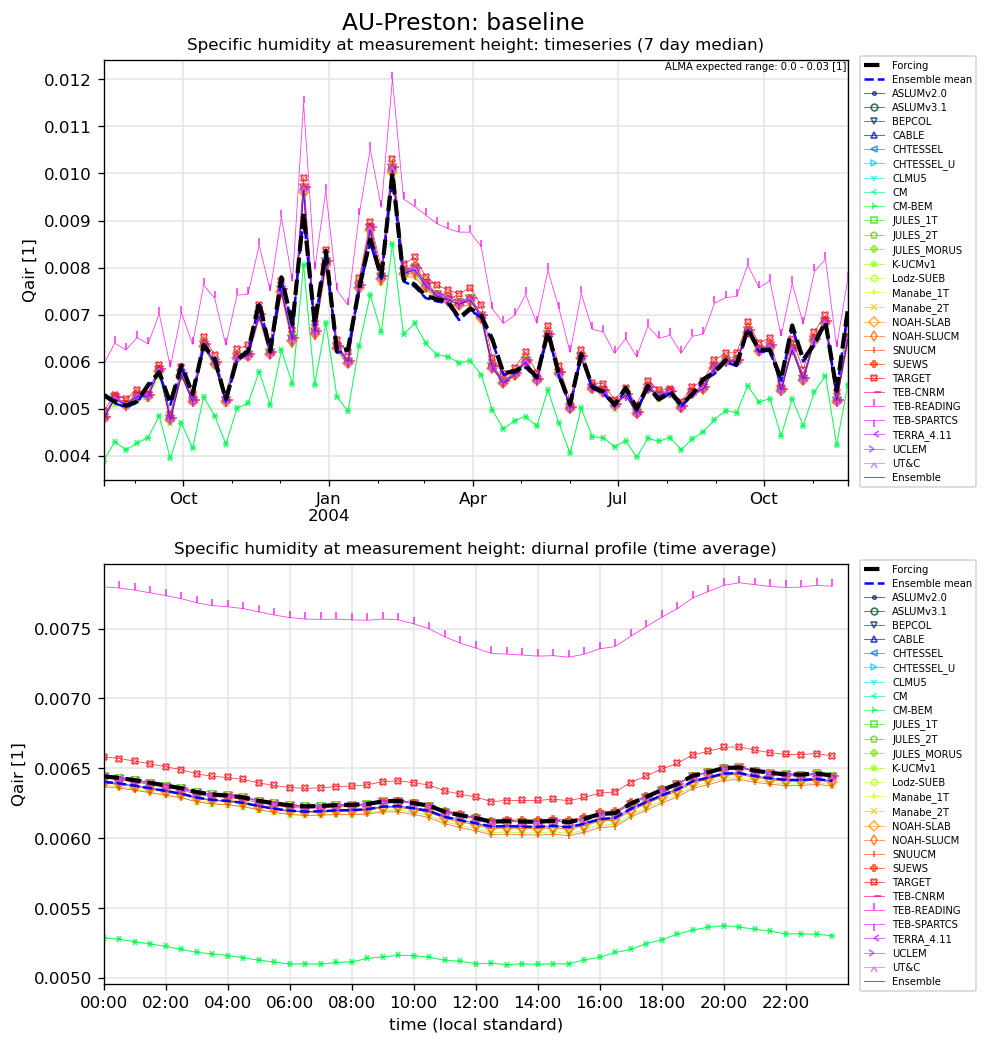 AU-Preston: baseline
Specific humidity at measurement height: timeseries (7 day median)
ALMA expected range: 0.0 - 0.03 [1]
0.012
0.011
0.010
0.009
0.008
0.007
0.006
0.005
0.004
Qair [1]
Oct
Jan
2004
Apr
Jul
Oct
Forcing
Ensemble mean
ASLUMv2.0
ASLUMv3.1
BEPCOL
CABLE
CHTESSEL
CHTESSEL_U
CLMU5
CM
CM-BEM
JULES_1T
JULES_2T
JULES_MORUS
K-UCMv1
Lodz-SUEB
Manabe_1T
Manabe_2T
NOAH-SLAB
NOAH-SLUCM
SNUUCM
SUEWS
TARGET
TEB-CNRM
TEB-READING
TEB-SPARTCS
TERRA_4.11
UCLEM
UT&C
Ensemble
Specific humidity at measurement height: diurnal profile (time average)
0.0075
0.0070
0.0065
0.0060
0.0055
0.0050
Qair [1]
00:00
02:00
04:00
06:00
08:00
10:00
12:00
14:00
16:00
18:00
20:00
22:00
time (local standard)
Forcing
Ensemble mean
ASLUMv2.0
ASLUMv3.1
BEPCOL
CABLE
CHTESSEL
CHTESSEL_U
CLMU5
CM
CM-BEM
JULES_1T
JULES_2T
JULES_MORUS
K-UCMv1
Lodz-SUEB
Manabe_1T
Manabe_2T
NOAH-SLAB
NOAH-SLUCM
SNUUCM
SUEWS
TARGET
TEB-CNRM
TEB-READING
TEB-SPARTCS
TERRA_4.11
UCLEM
UT&C
Ensemble